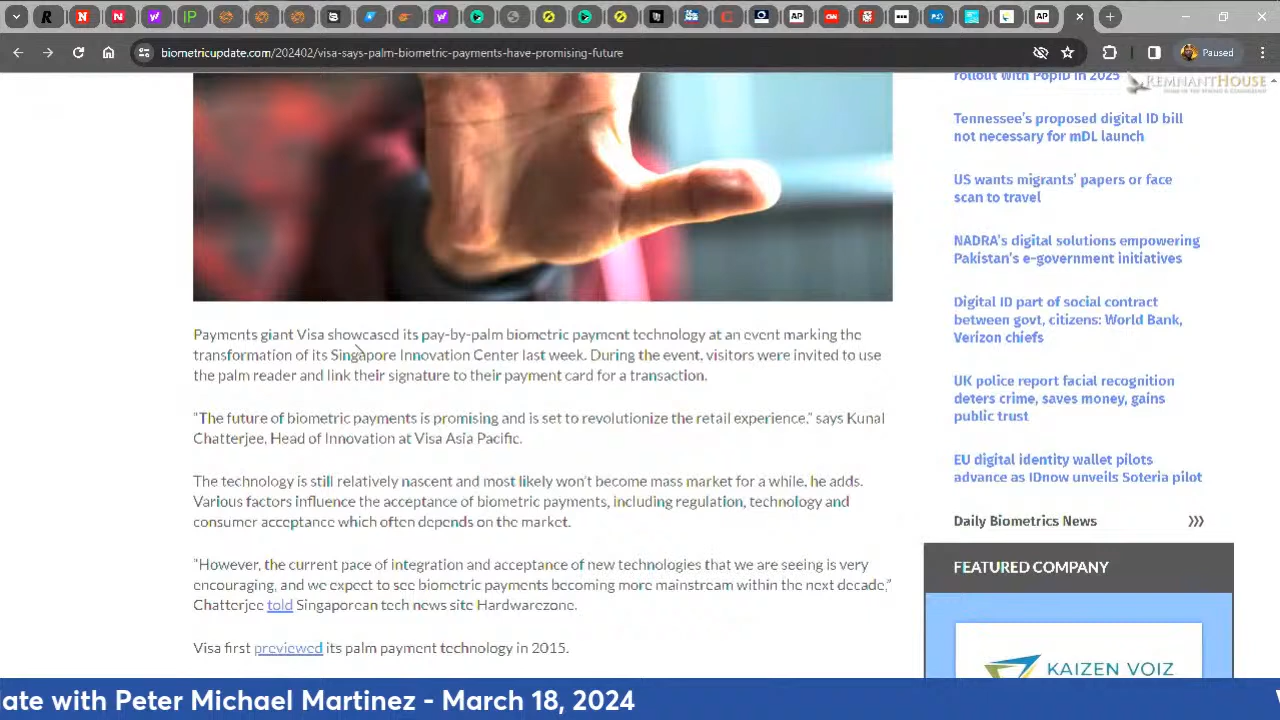 biometricupdate.com/202402/visa-says-palm-biometric-payments-have-promising-future
Paused
REMNANTHOUSE
rollout with PopID in 2025
Tennessee's proposed digital ID bill
not necessary for mDL launch
US wants migrants' papers or face
scan to travel
NADRA's digital solutions empowering
Pakistan's e-government initiatives
Digital ID part of social contract
between govt, citizens: World Bank,
Verizon chiefs
UK police report facial recognition
deters crime, saves money, gains
public trust
EU digital identity wallet pilots
advance as IDnow unveils Soteria pilot
Daily Biometrics News
FEATURED COMPANY
KAIZEN VOIZ
Payments giant Visa showcased its pay-by-palm biometric payment technology at an event marking the
transformation of its Singapore Innovation Center last week. During the event, visitors were invited to use
the palm reader and link their signature to their payment card for a transaction.
"The future of biometric payments is promising and is set to revolutionize the retail experience," says Kunal
Chatterjee, Head of Innovation at Visa Asia Pacific.
The technology is still relatively nascent and most likely won't become mass market for a while, he adds.
Various factors influence the acceptance of biometric payments, including regulation, technology and
consumer acceptance which often depends on the market.
"However, the current pace of integration and acceptance of new technologies that we are seeing is very
encouraging, and we expect to see biometric payments becoming more mainstream within the next decade,"
Chatterjee told Singaporean tech news site Hardwarezone.
Visa first previewed its palm payment technology in 2015.
ate with Peter Michael Martinez - March 18, 2024